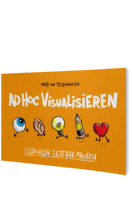 AD HOC VISUALISIEREN
GEDANKEN SICHTBAR MACHEN